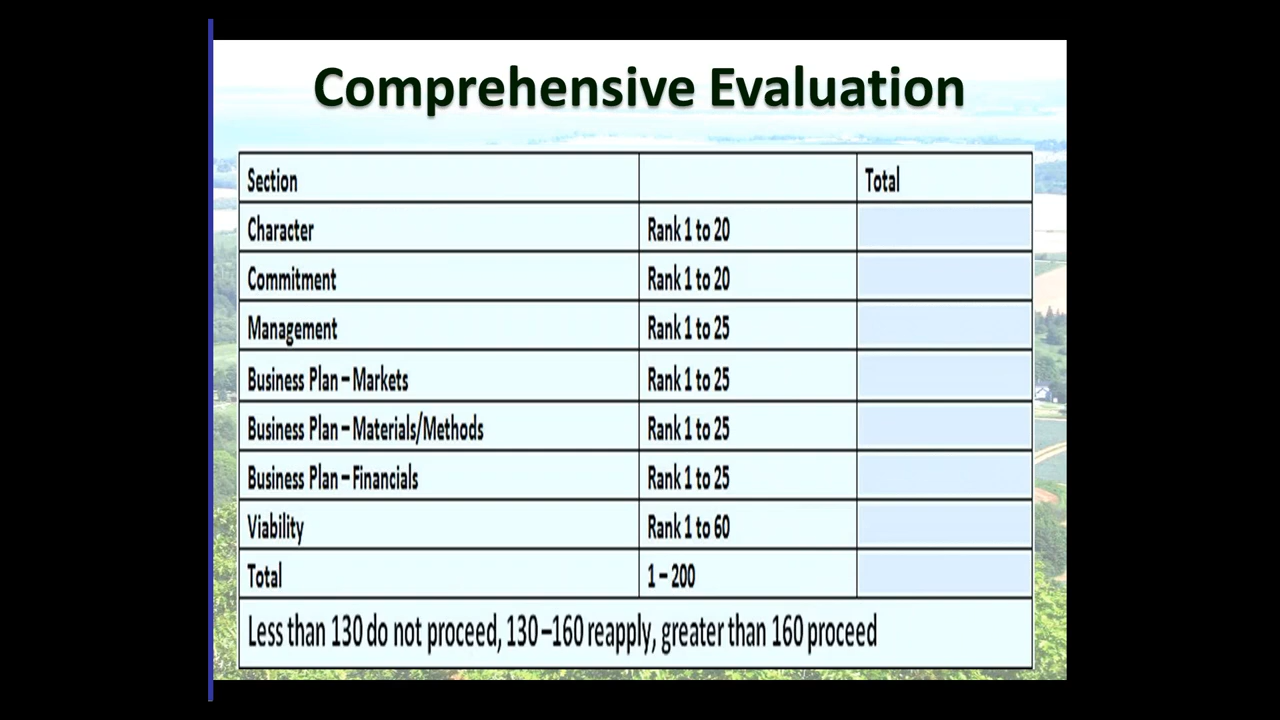 Comprehensive Evaluation
Section Total
Character Rank 1 to 20
Commitment Rank 1 to 20
Management Rank 1 to 25
Business Plan – Markets Rank 1 to 25
Business Plan – Materials/Methods Rank 1 to 25
Business Plan – Financials Rank 1 to 25
Viability Rank 1 to 60
Total 1 – 200
Less than 130 do not proceed, 130 –160 reapply, greater than 160 proceed